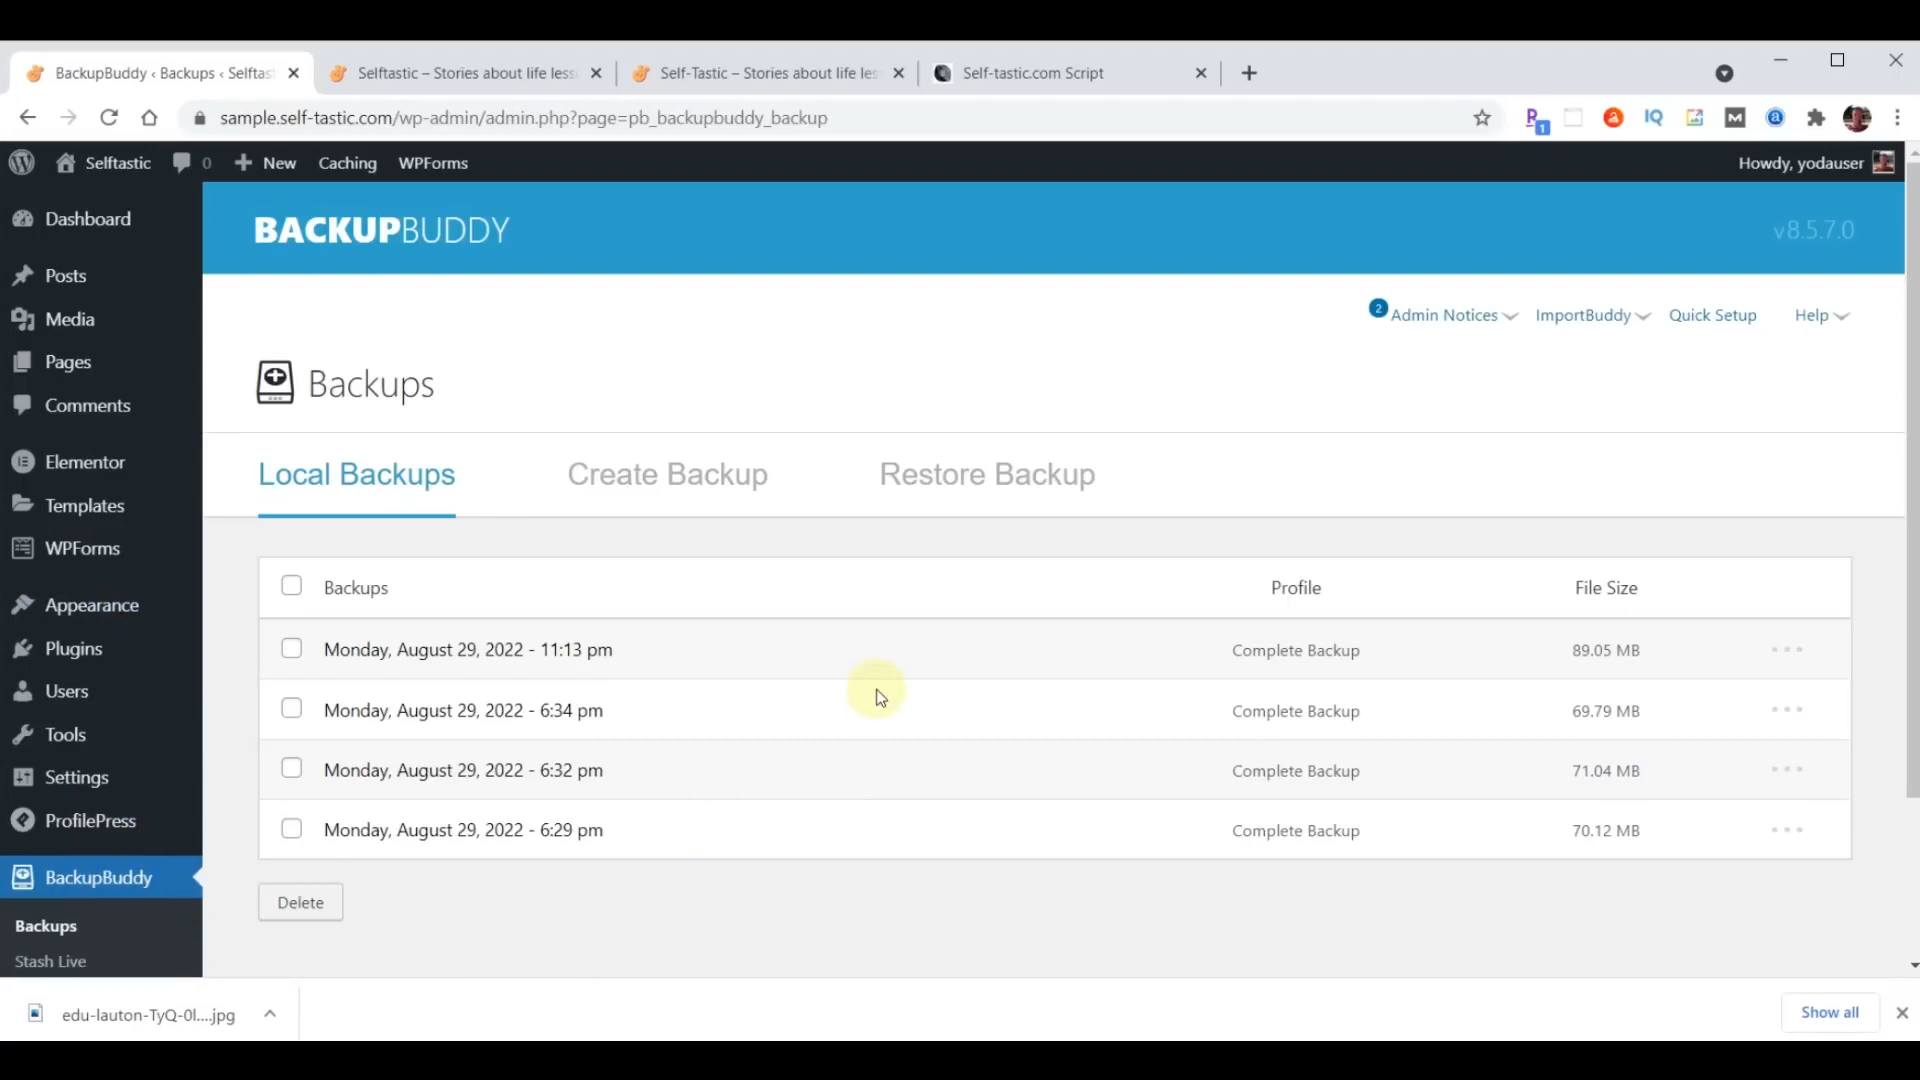 BackupBuddy ‹ Backups ‹ Selftas
Selftastic – Stories about life less
Self-Tastic – Stories about life les
Self-tastic.com Script
sample.self-tastic.com/wp-admin/admin.php?page=pb_backupbuddy_backup
R 1
IQ
M
a
Selftastic
0
New
Caching
WPForms
Howdy, yodauser
Dashboard
Posts
Media
Pages
Comments
Elementor
Templates
WPForms
Appearance
Plugins
Users
Tools
Settings
ProfilePress
BackupBuddy
Backups
Stash Live
BACKUPBUDDY
v8.5.7.0
2 Admin Notices
ImportBuddy
Quick Setup
Help
Backups
Local Backups
Create Backup
Restore Backup
Backups Profile File Size
Monday, August 29, 2022 - 11:13 pm Complete Backup 89.05 MB
Monday, August 29, 2022 - 6:34 pm Complete Backup 69.79 MB
Monday, August 29, 2022 - 6:32 pm Complete Backup 71.04 MB
Monday, August 29, 2022 - 6:29 pm Complete Backup 70.12 MB
Delete
edu-lauton-TyQ-0l....jpg
Show all